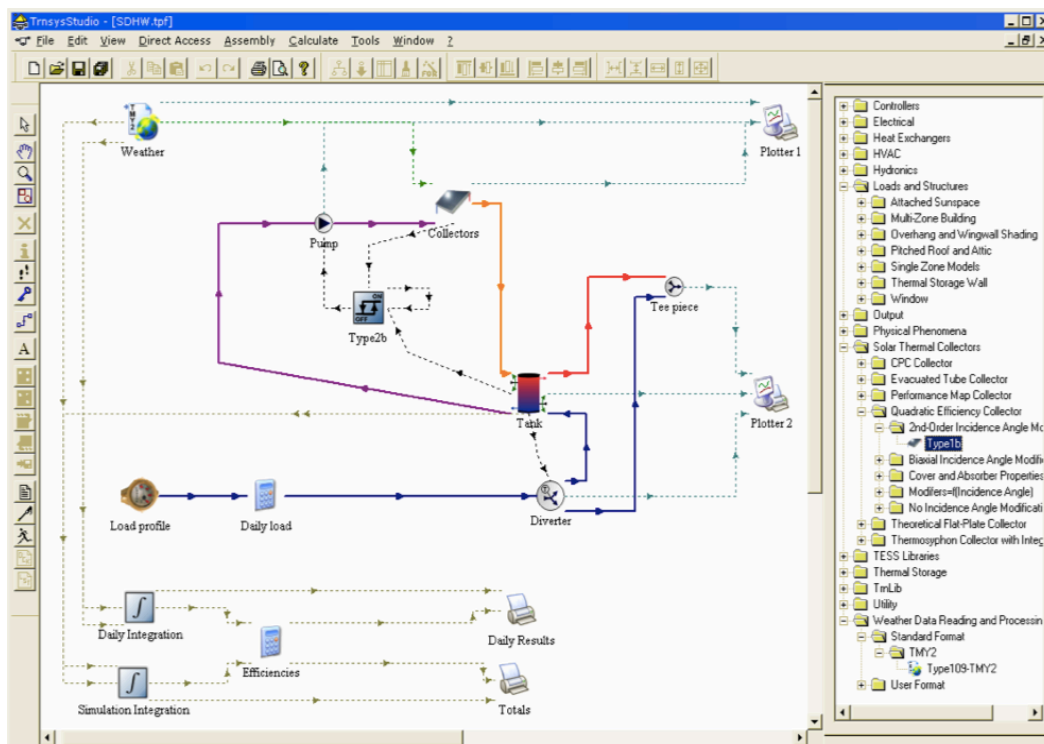 TrnsysStudio - [SDHW.tpf]
File Edit View Direct Access Assembly Calculate Tools Window ?
Weather
Plotter 1
Pump
Collectors
ON
OFF
Type2b
Tee piece
Tank
Plotter 2
Load profile
Daily load
Diverter
Daily Integration
Efficiencies
Daily Results
Simulation Integration
Totals
Controllers
Electrical
Heat Exchangers
HVAC
Hydronics
Loads and Structures
Attached Sunspace
Multi-Zone Building
Overhang and Wingwall Shading
Pitched Roof and Attic
Single Zone Models
Thermal Storage Wall
Window
Output
Physical Phenomena
Solar Thermal Collectors
CPC Collector
Evacuated Tube Collector
Performance Map Collector
Quadratic Efficiency Collector
2nd-Order Incidence Angle Mo
Type1b
Biaxial Incidence Angle Modifi
Cover and Absorber Properties
Modifers=f(Incidence Angle)
No Incidence Angle Modificati
Theoretical Flat-Plate Collector
Thermosyphon Collector with Integ
TESS Libraries
Thermal Storage
TrnLib
Utility
Weather Data Reading and Processin
Standard Format
TMY2
Type109-TMY2
User Format